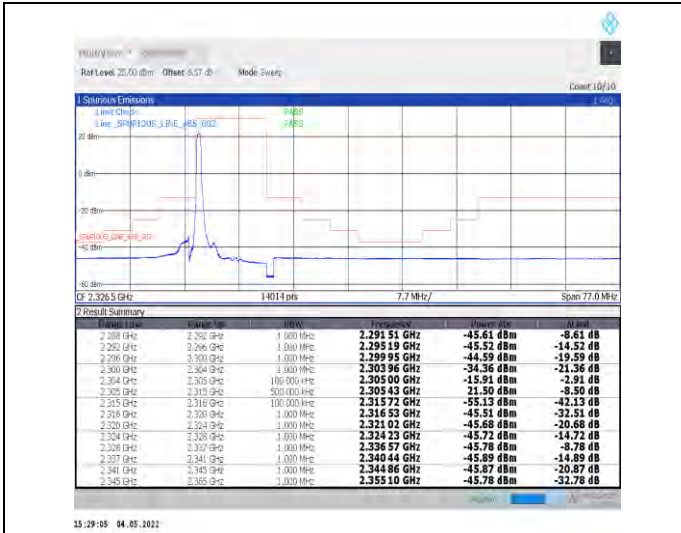 Ref Level 25.00 dBm Offset 6.57 dB Mode Sweep
Count 10/10
1 Spurious Emissions
Limit Check PASS
Line _SPURIOUS_LINE_ABS_002 PASS
20 dBm
0 dBm
-20 dBm
-40 dBm
-60 dBm
CF 2.3265 GHz 14014 pts 7.7 MHz/ Span 77.0 MHz
2 Result Summary
Range Low Range Up RBW Frequency Power Abs ΔLimit
2.288 GHz 2.292 GHz 1.000 MHz 2.291 51 GHz -45.61 dBm -8.61 dB
2.292 GHz 2.296 GHz 1.000 MHz 2.295 19 GHz -45.52 dBm -14.52 dB
2.296 GHz 2.300 GHz 1.000 MHz 2.299 95 GHz -44.59 dBm -19.59 dB
2.300 GHz 2.304 GHz 1.000 MHz 2.303 96 GHz -34.36 dBm -21.36 dB
2.304 GHz 2.305 GHz 100.000 kHz 2.305 00 GHz -15.91 dBm -2.91 dB
2.305 GHz 2.315 GHz 500.000 kHz 2.305 43 GHz 21.50 dBm -8.50 dB
2.315 GHz 2.316 GHz 100.000 kHz 2.315 72 GHz -55.13 dBm -42.13 dB
2.316 GHz 2.320 GHz 1.000 MHz 2.316 53 GHz -45.51 dBm -32.51 dB
2.320 GHz 2.324 GHz 1.000 MHz 2.321 02 GHz -45.68 dBm -20.68 dB
2.324 GHz 2.328 GHz 1.000 MHz 2.324 23 GHz -45.72 dBm -14.72 dB
2.328 GHz 2.337 GHz 1.000 MHz 2.336 57 GHz -45.78 dBm -8.78 dB
2.337 GHz 2.341 GHz 1.000 MHz 2.340 44 GHz -45.89 dBm -14.89 dB
2.341 GHz 2.345 GHz 1.000 MHz 2.344 86 GHz -45.87 dBm -20.87 dB
2.345 GHz 2.365 GHz 1.000 MHz 2.355 10 GHz -45.78 dBm -32.78 dB
15:29:05 04.05.2022